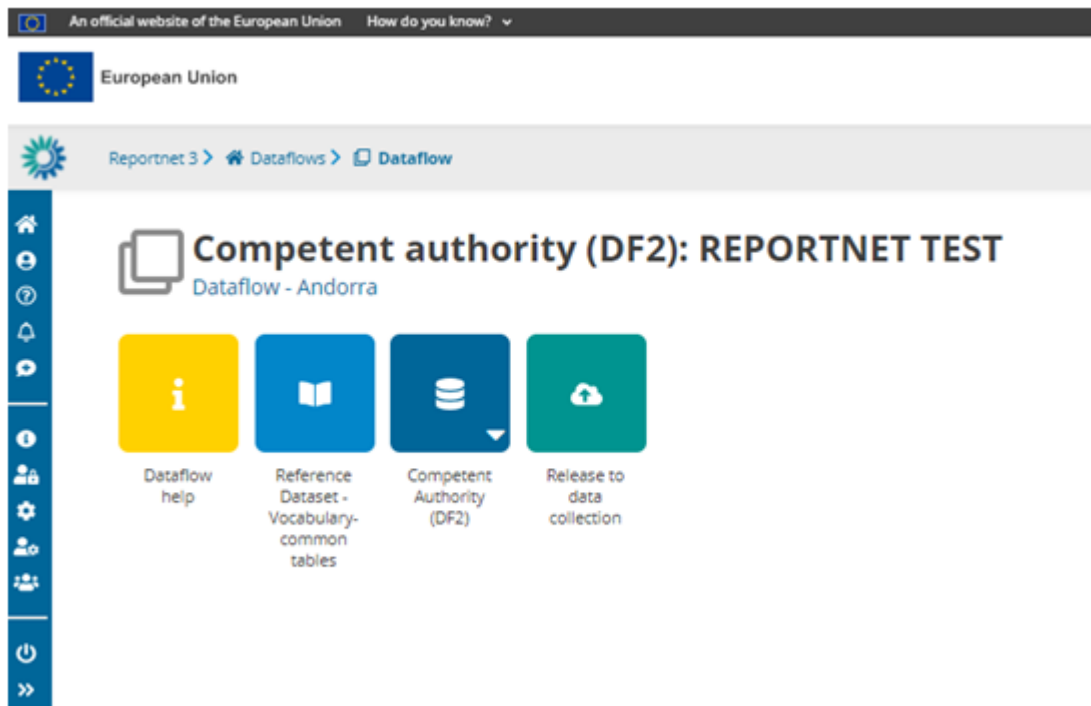 An official website of the European Union How do you know?
European Union
Reportnet 3 Dataflows Dataflow
Competent authority (DF2): REPORTNET TEST
Dataflow - Andorra
Dataflow
help
Reference
Dataset -
Vocabulary-
common
tables
Competent
Authority
(DF2)
Release to
data
collection